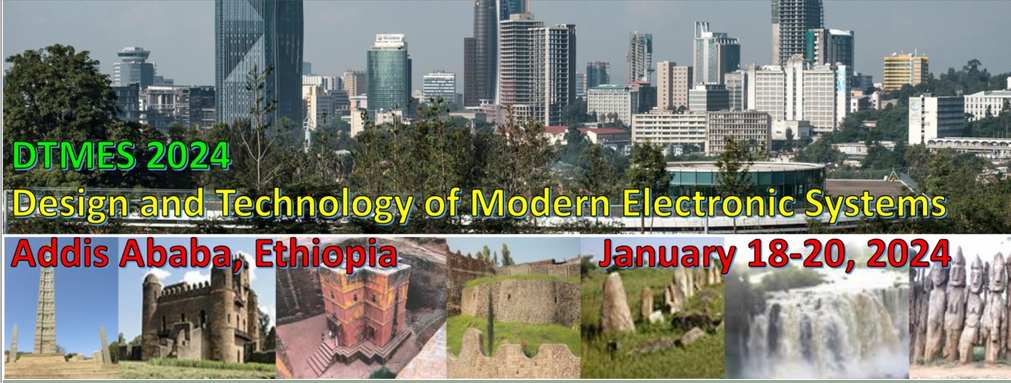 DTMES 2024
Design and Technology of Modern Electronic Systems
Addis Ababa, Ethiopia
January 18-20, 2024